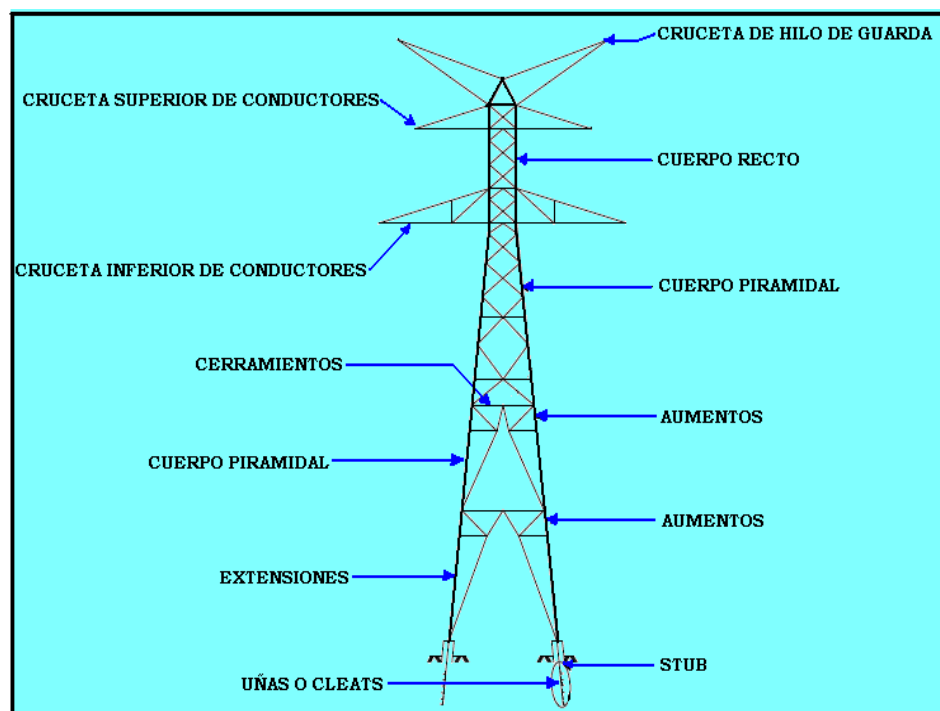 CRUCETA DE HILO DE GUARDA
CRUCETA SUPERIOR DE CONDUCTORES
CUERPO RECTO
CRUCETA INFERIOR DE CONDUCTORES
CUERPO PIRAMIDAL
CERRAMIENTOS
AUMENTOS
CUERPO PIRAMIDAL
AUMENTOS
EXTENSIONES
STUB
UÑAS O CLEATS